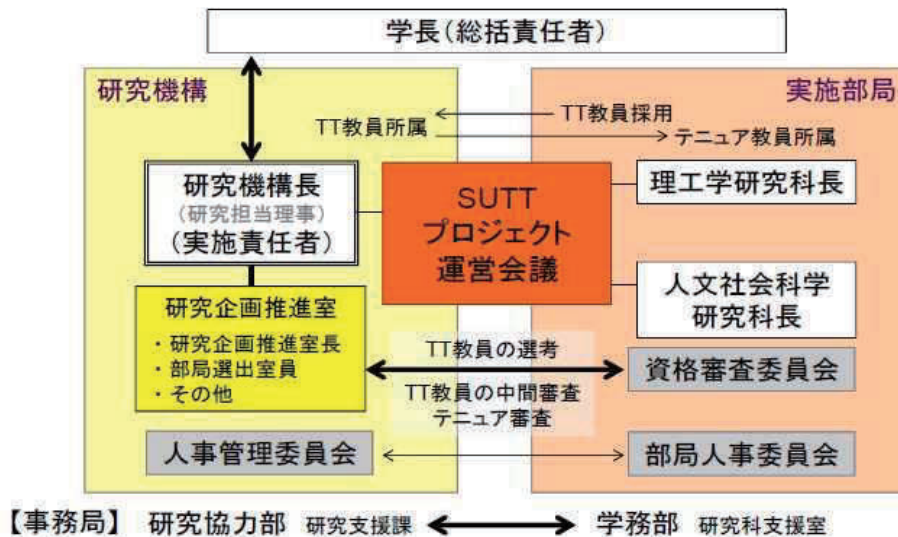 学長(総括責任者)
研究機構
実施部局
TT教員採用
TT教員所属
テニュア教員所属
研究機構長
(研究担当理事)
(実施責任者)
SUTT
プロジェクト
運営会議
理工学研究科長
人文社会科学
研究科長
研究企画推進室
・研究企画推進室長
・部局選出室員
・その他
TT教員の選考
TT教員の中間審査
テニュア審査
資格審査委員会
人事管理委員会
部局人事委員会
【事務局】 研究協力部 研究支援課 学務部 研究科支援室